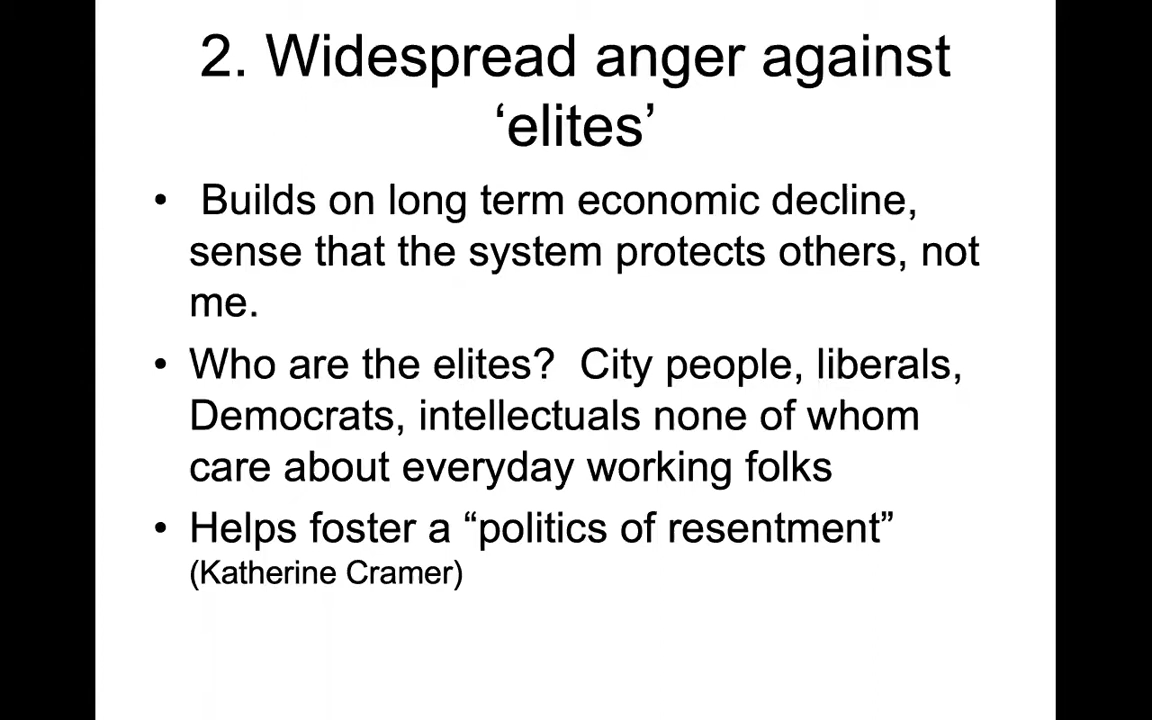 2. Widespread anger against
‘elites’
• Builds on long term economic decline,
sense that the system protects others, not
me.
• Who are the elites?  City people, liberals,
Democrats, intellectuals none of whom
care about everyday working folks
• Helps foster a “politics of resentment”
(Katherine Cramer)